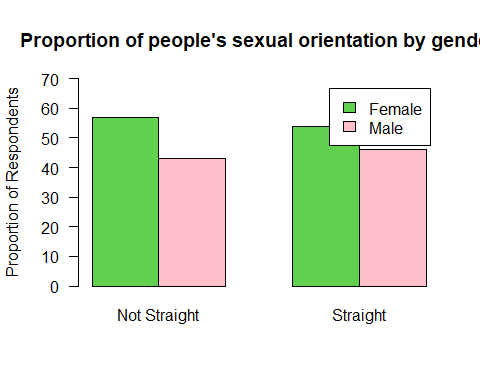 Proportion of people's sexual orientation by gende
Proportion of Respondents
70
60
50
40
30
20
10
0
Female
Male
Not Straight
Straight